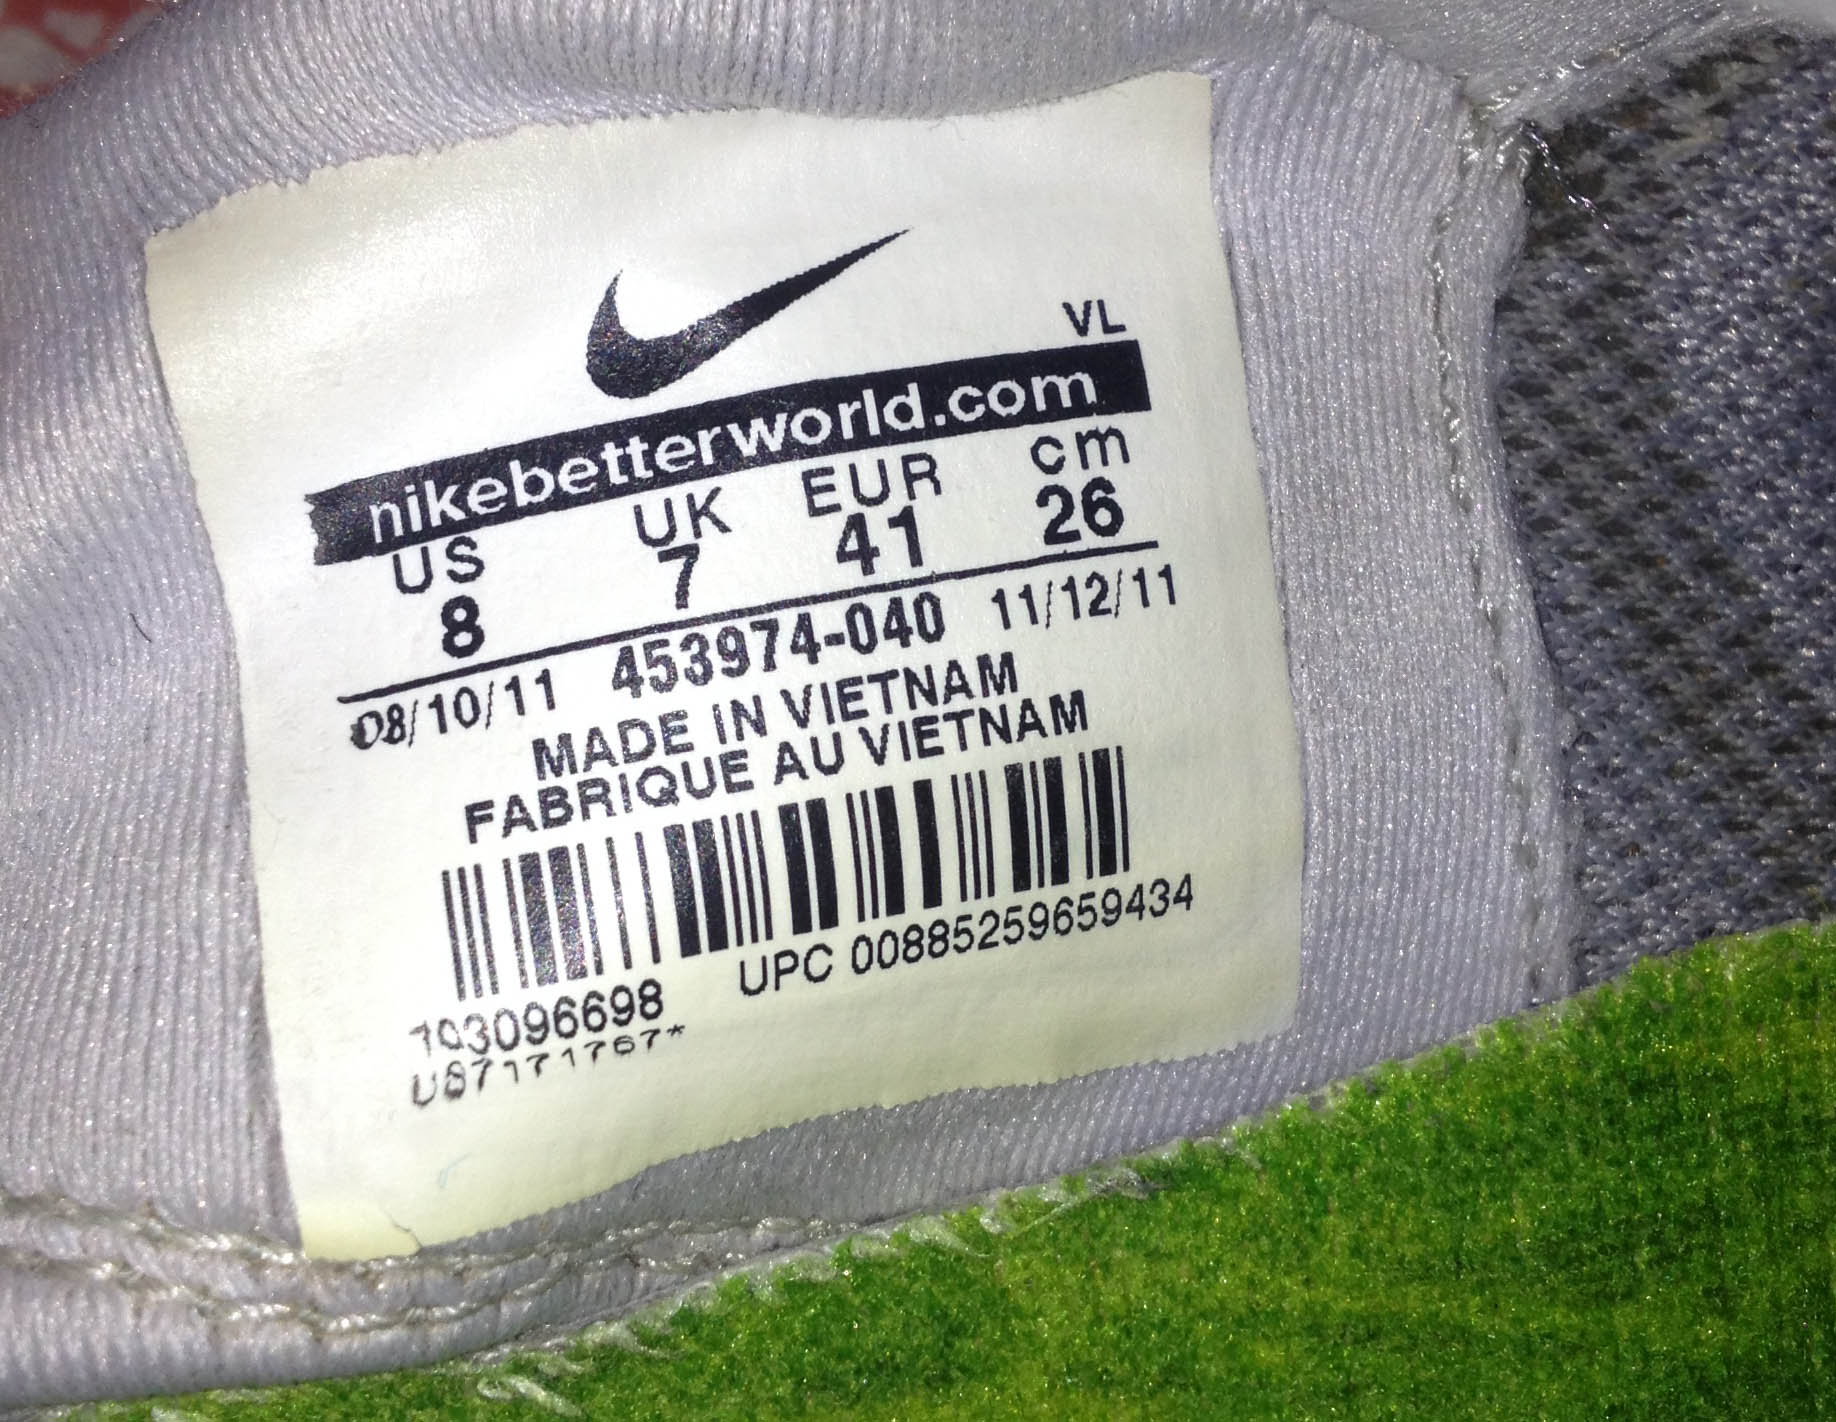 VL
nikebetterworld.com
US UK EUR cm
8 7 41 26
08/10/11 453974-040 11/12/11
MADE IN VIETNAM
FABRIQUE AU VIETNAM
103096698 UPC 00885259659434
U87171767*